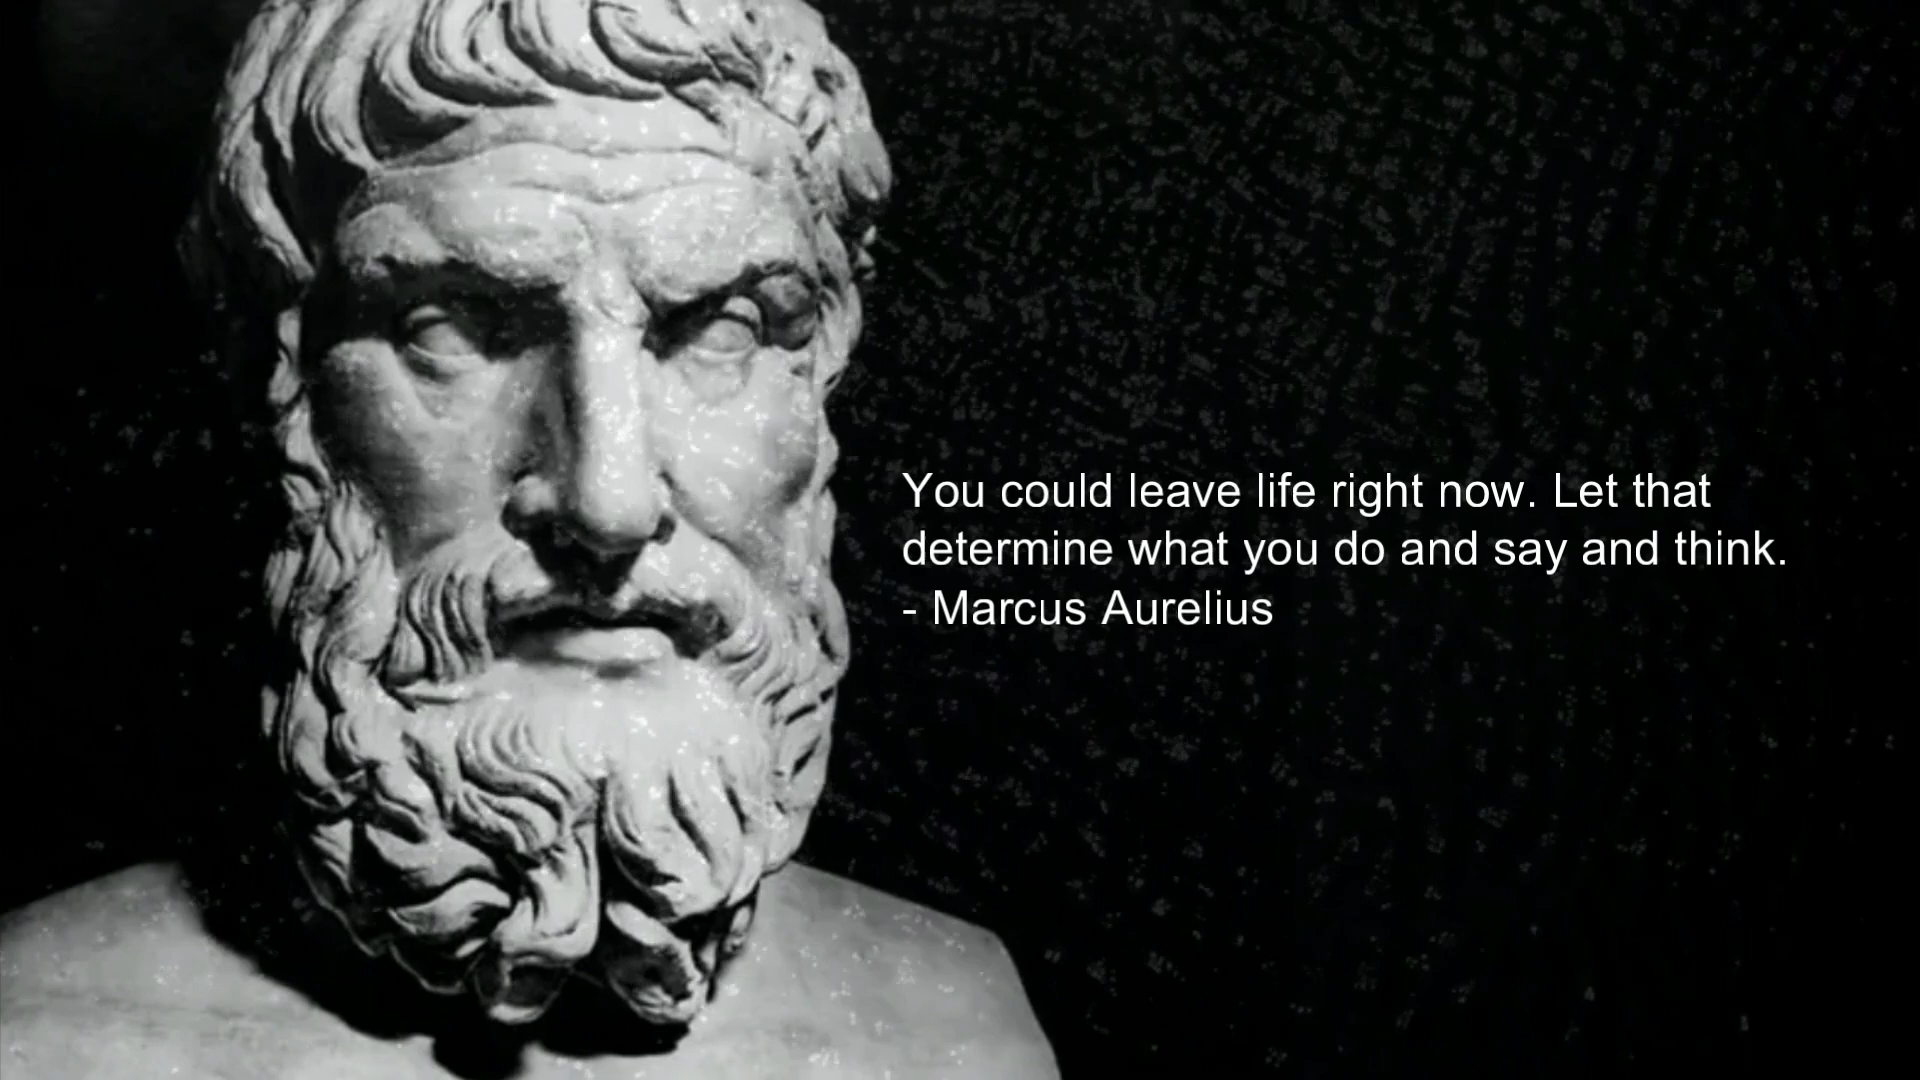 You could leave life right now. Let that
determine what you do and say and think.
- Marcus Aurelius